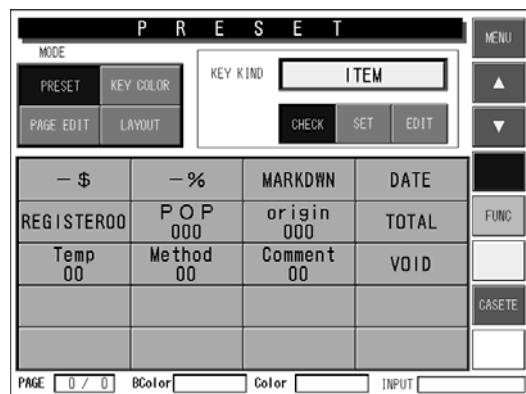 PRESET
MENU
MODE
PRESET KEY COLOR
PAGE EDIT LAYOUT
KEY KIND ITEM
CHECK SET EDIT
▲
▼
-$ -% MARKDWN DATE
REGISTER00 POP 000 origin 000 TOTAL
FUNC
Temp 00 Method 00 Comment 00 VOID
CASETE
PAGE 0 / 0 BColor Color INPUT